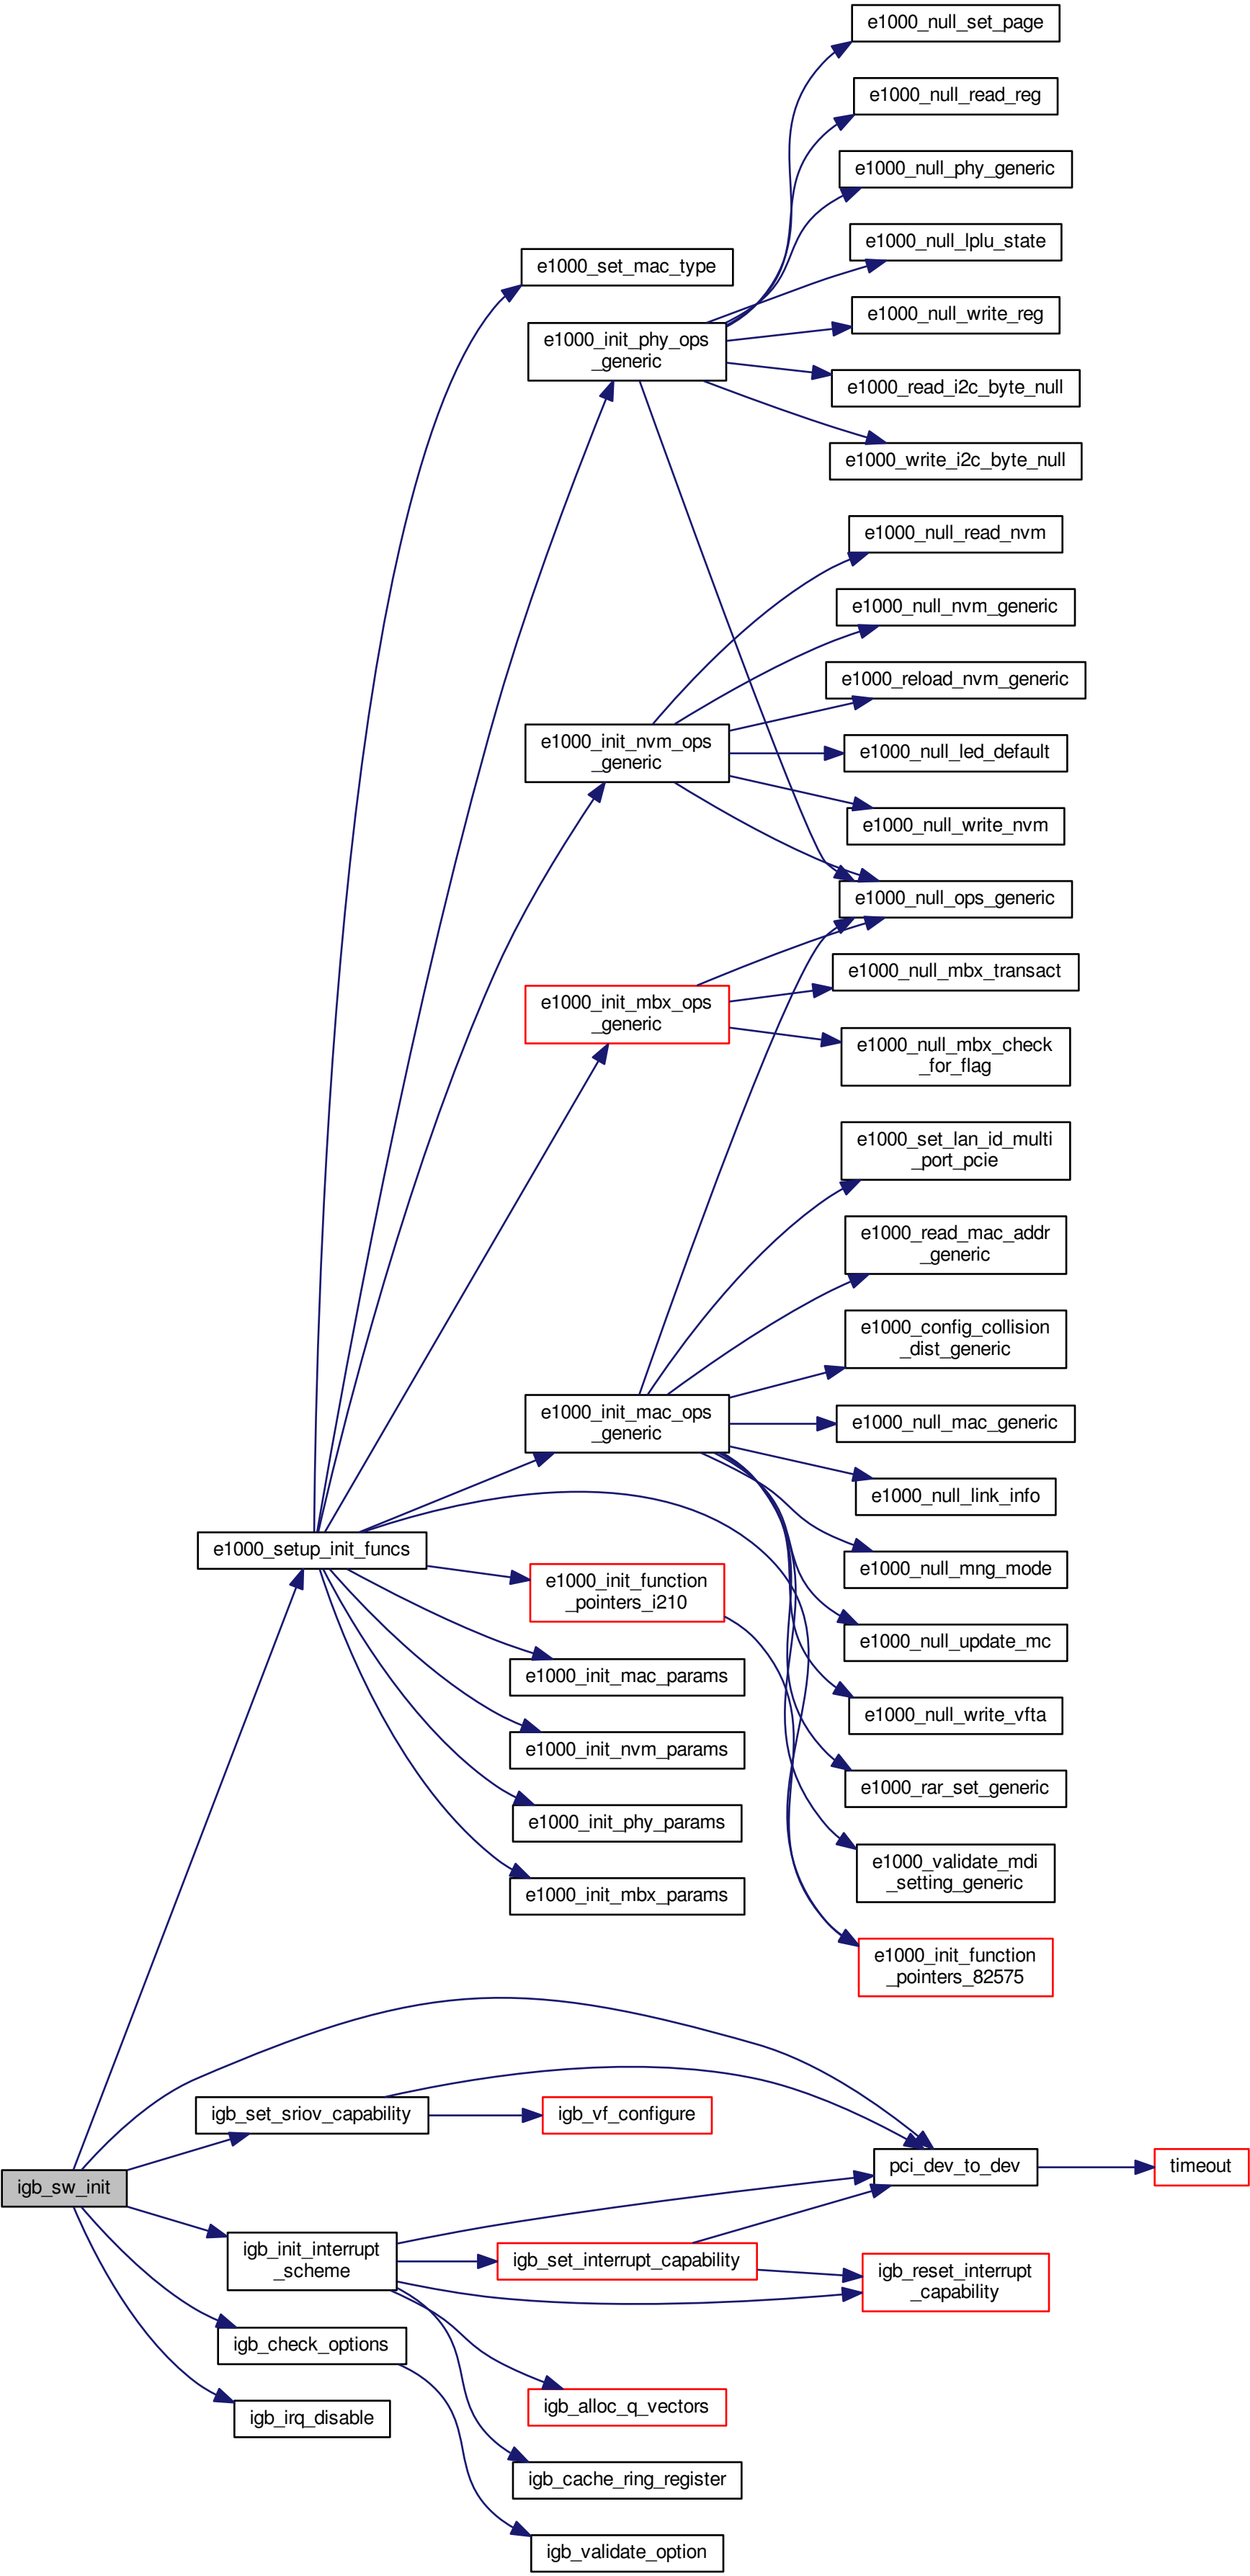 e1000_null_set_page
e1000_null_read_reg
e1000_null_phy_generic
e1000_null_lplu_state
e1000_set_mac_type
e1000_null_write_reg
e1000_init_phy_ops
_generic
e1000_read_i2c_byte_null
e1000_write_i2c_byte_null
e1000_null_read_nvm
e1000_null_nvm_generic
e1000_reload_nvm_generic
e1000_init_nvm_ops
_generic
e1000_null_led_default
e1000_null_write_nvm
e1000_null_ops_generic
e1000_null_mbx_transact
e1000_init_mbx_ops
_generic
e1000_null_mbx_check
_for_flag
e1000_set_lan_id_multi
_port_pcie
e1000_read_mac_addr
_generic
e1000_config_collision
_dist_generic
e1000_init_mac_ops
_generic
e1000_null_mac_generic
e1000_null_link_info
e1000_setup_init_funcs
e1000_null_mng_mode
e1000_init_function
_pointers_i210
e1000_null_update_mc
e1000_init_mac_params
e1000_null_write_vfta
e1000_init_nvm_params
e1000_rar_set_generic
e1000_init_phy_params
e1000_validate_mdi
_setting_generic
e1000_init_mbx_params
e1000_init_function
_pointers_82575
igb_set_sriov_capability
igb_vf_configure
pci_dev_to_dev
timeout
igb_sw_init
igb_init_interrupt
_scheme
igb_set_interrupt_capability
igb_reset_interrupt
_capability
igb_check_options
igb_alloc_q_vectors
igb_irq_disable
igb_cache_ring_register
igb_validate_option